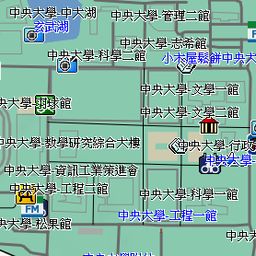 中央大學-中大湖
中央大學-管理二館
玄武湖
中央大學-志希館
中央大學-科學二館
小木屋鬆餅中央大
中央大學-文學一館
羽球館
中央大學-文學二館
中央大學-教學研究綜合大樓
中央大學-行政
中央大學-
中央大學-資訊工業策進會
中央大學-工程二館
中央大學-科學一館
FM
中央大學-工程一館
中央大學-松果館
FM